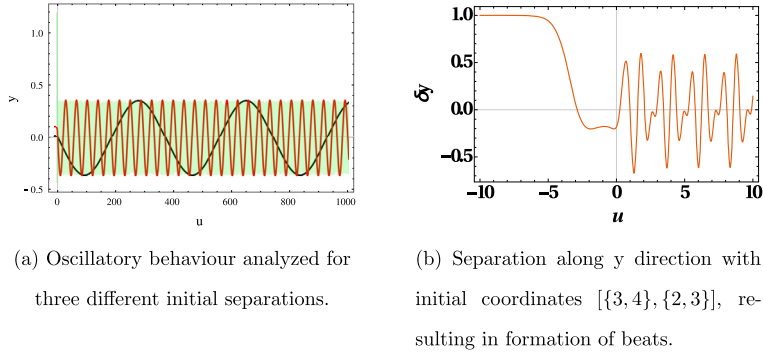 1.0
0.5
0.0
-0.5
y
0
200
400
600
800
1000
u
1.0
0.5
0.0
-0.5
δy
-10
-5
0
5
10
u
(a) Oscillatory behaviour analyzed for
three different initial separations.
(b) Separation along y direction with
initial coordinates [{3, 4}, {2, 3}], re-
sulting in formation of beats.